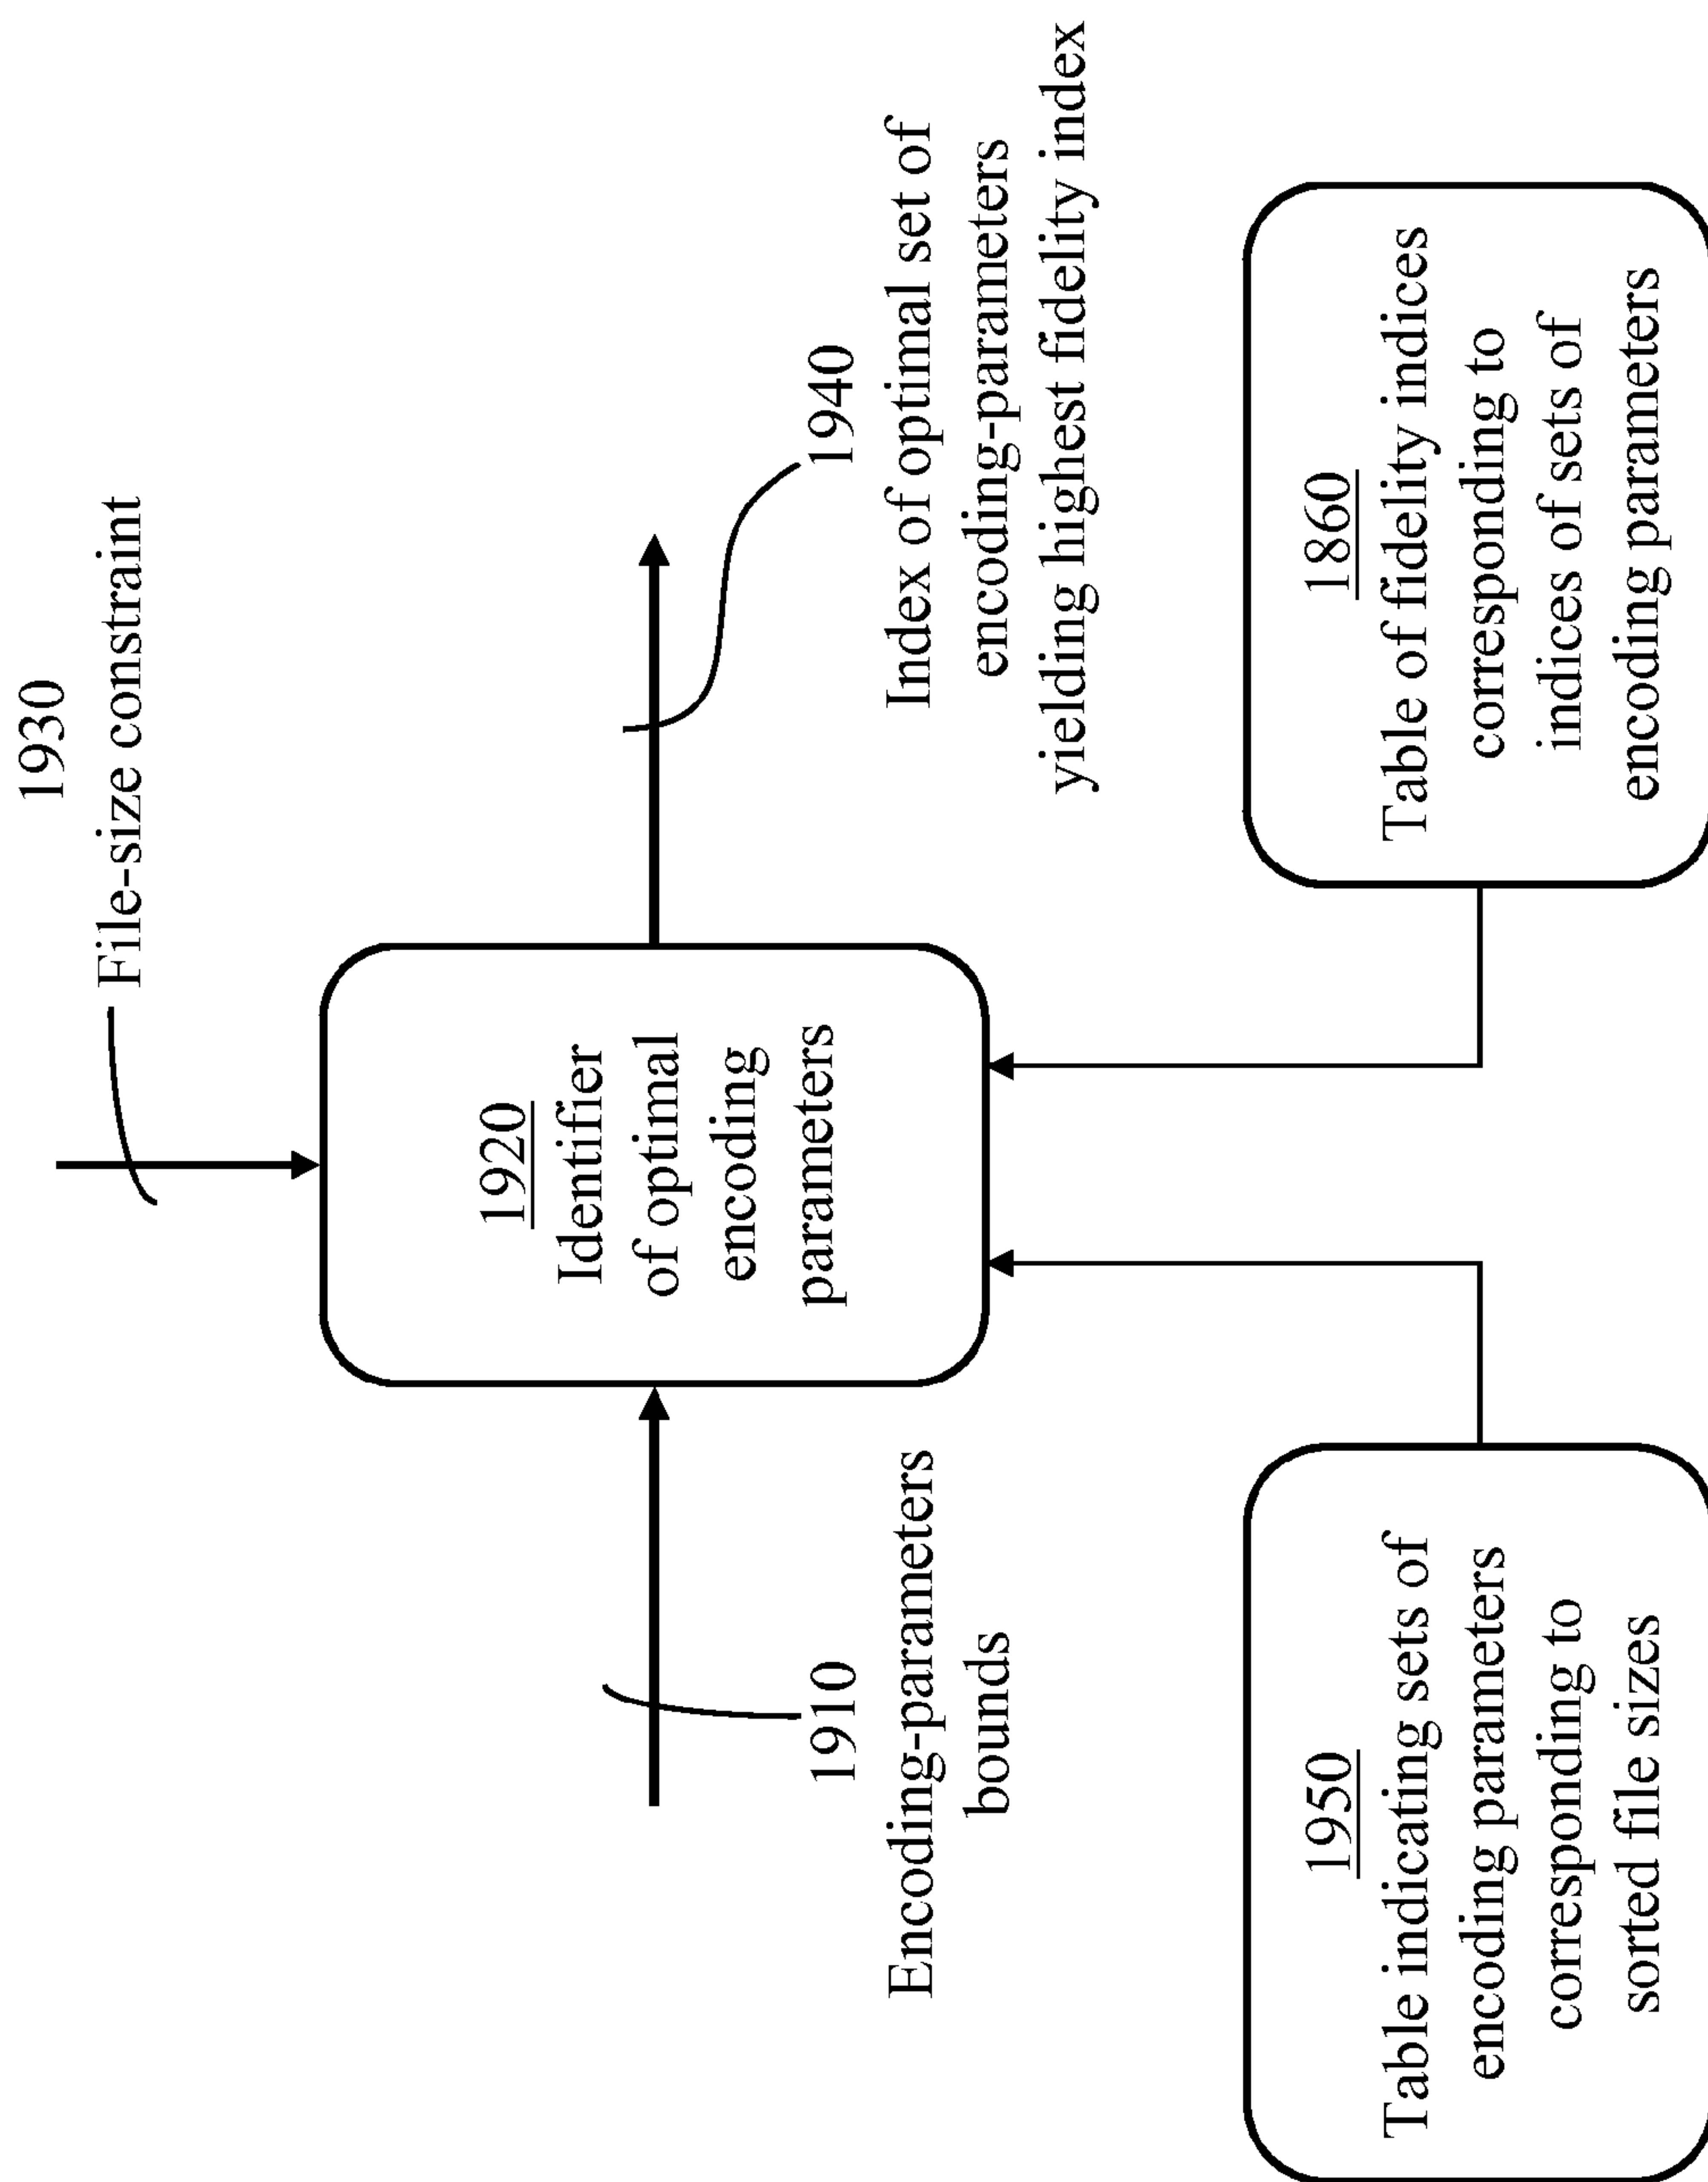 1930
File-size constraint
1920
Identifier
of optimal
encoding
parameters
1910
Encoding-parameters
bounds
1940
Index of optimal set of
encoding-parameters
yielding highest fidelity index
1950
Table indicating sets of
encoding parameters
corresponding to
sorted file sizes
1860
Table of fidelity indices
corresponding to
indices of sets of
encoding parameters